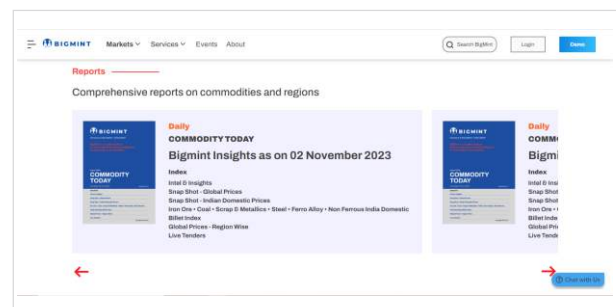 BIGMINT Markets Services Events About Search BigMint Login Demo
Reports
Comprehensive reports on commodities and regions
BIGMINT
COMMODITY
TODAY
Daily
COMMODITY TODAY
Bigmint Insights as on 02 November 2023
Index
Intel & Insights
Snap Shot - Global Prices
Snap Shot - Indian Domestic Prices
Iron Ore • Coal • Scrap & Metallics • Steel • Ferro Alloy • Non Ferrous India Domestic
Billet Index
Global Prices - Region Wise
Live Tenders
BIGMINT
COMMODITY
TODAY
Daily
COMM
Bigmi
Index
Intel & Insi
Snap Shot
Snap Shot
Iron Ore •
Billet Inde
Global Pri
Live Tende
Chat with Us